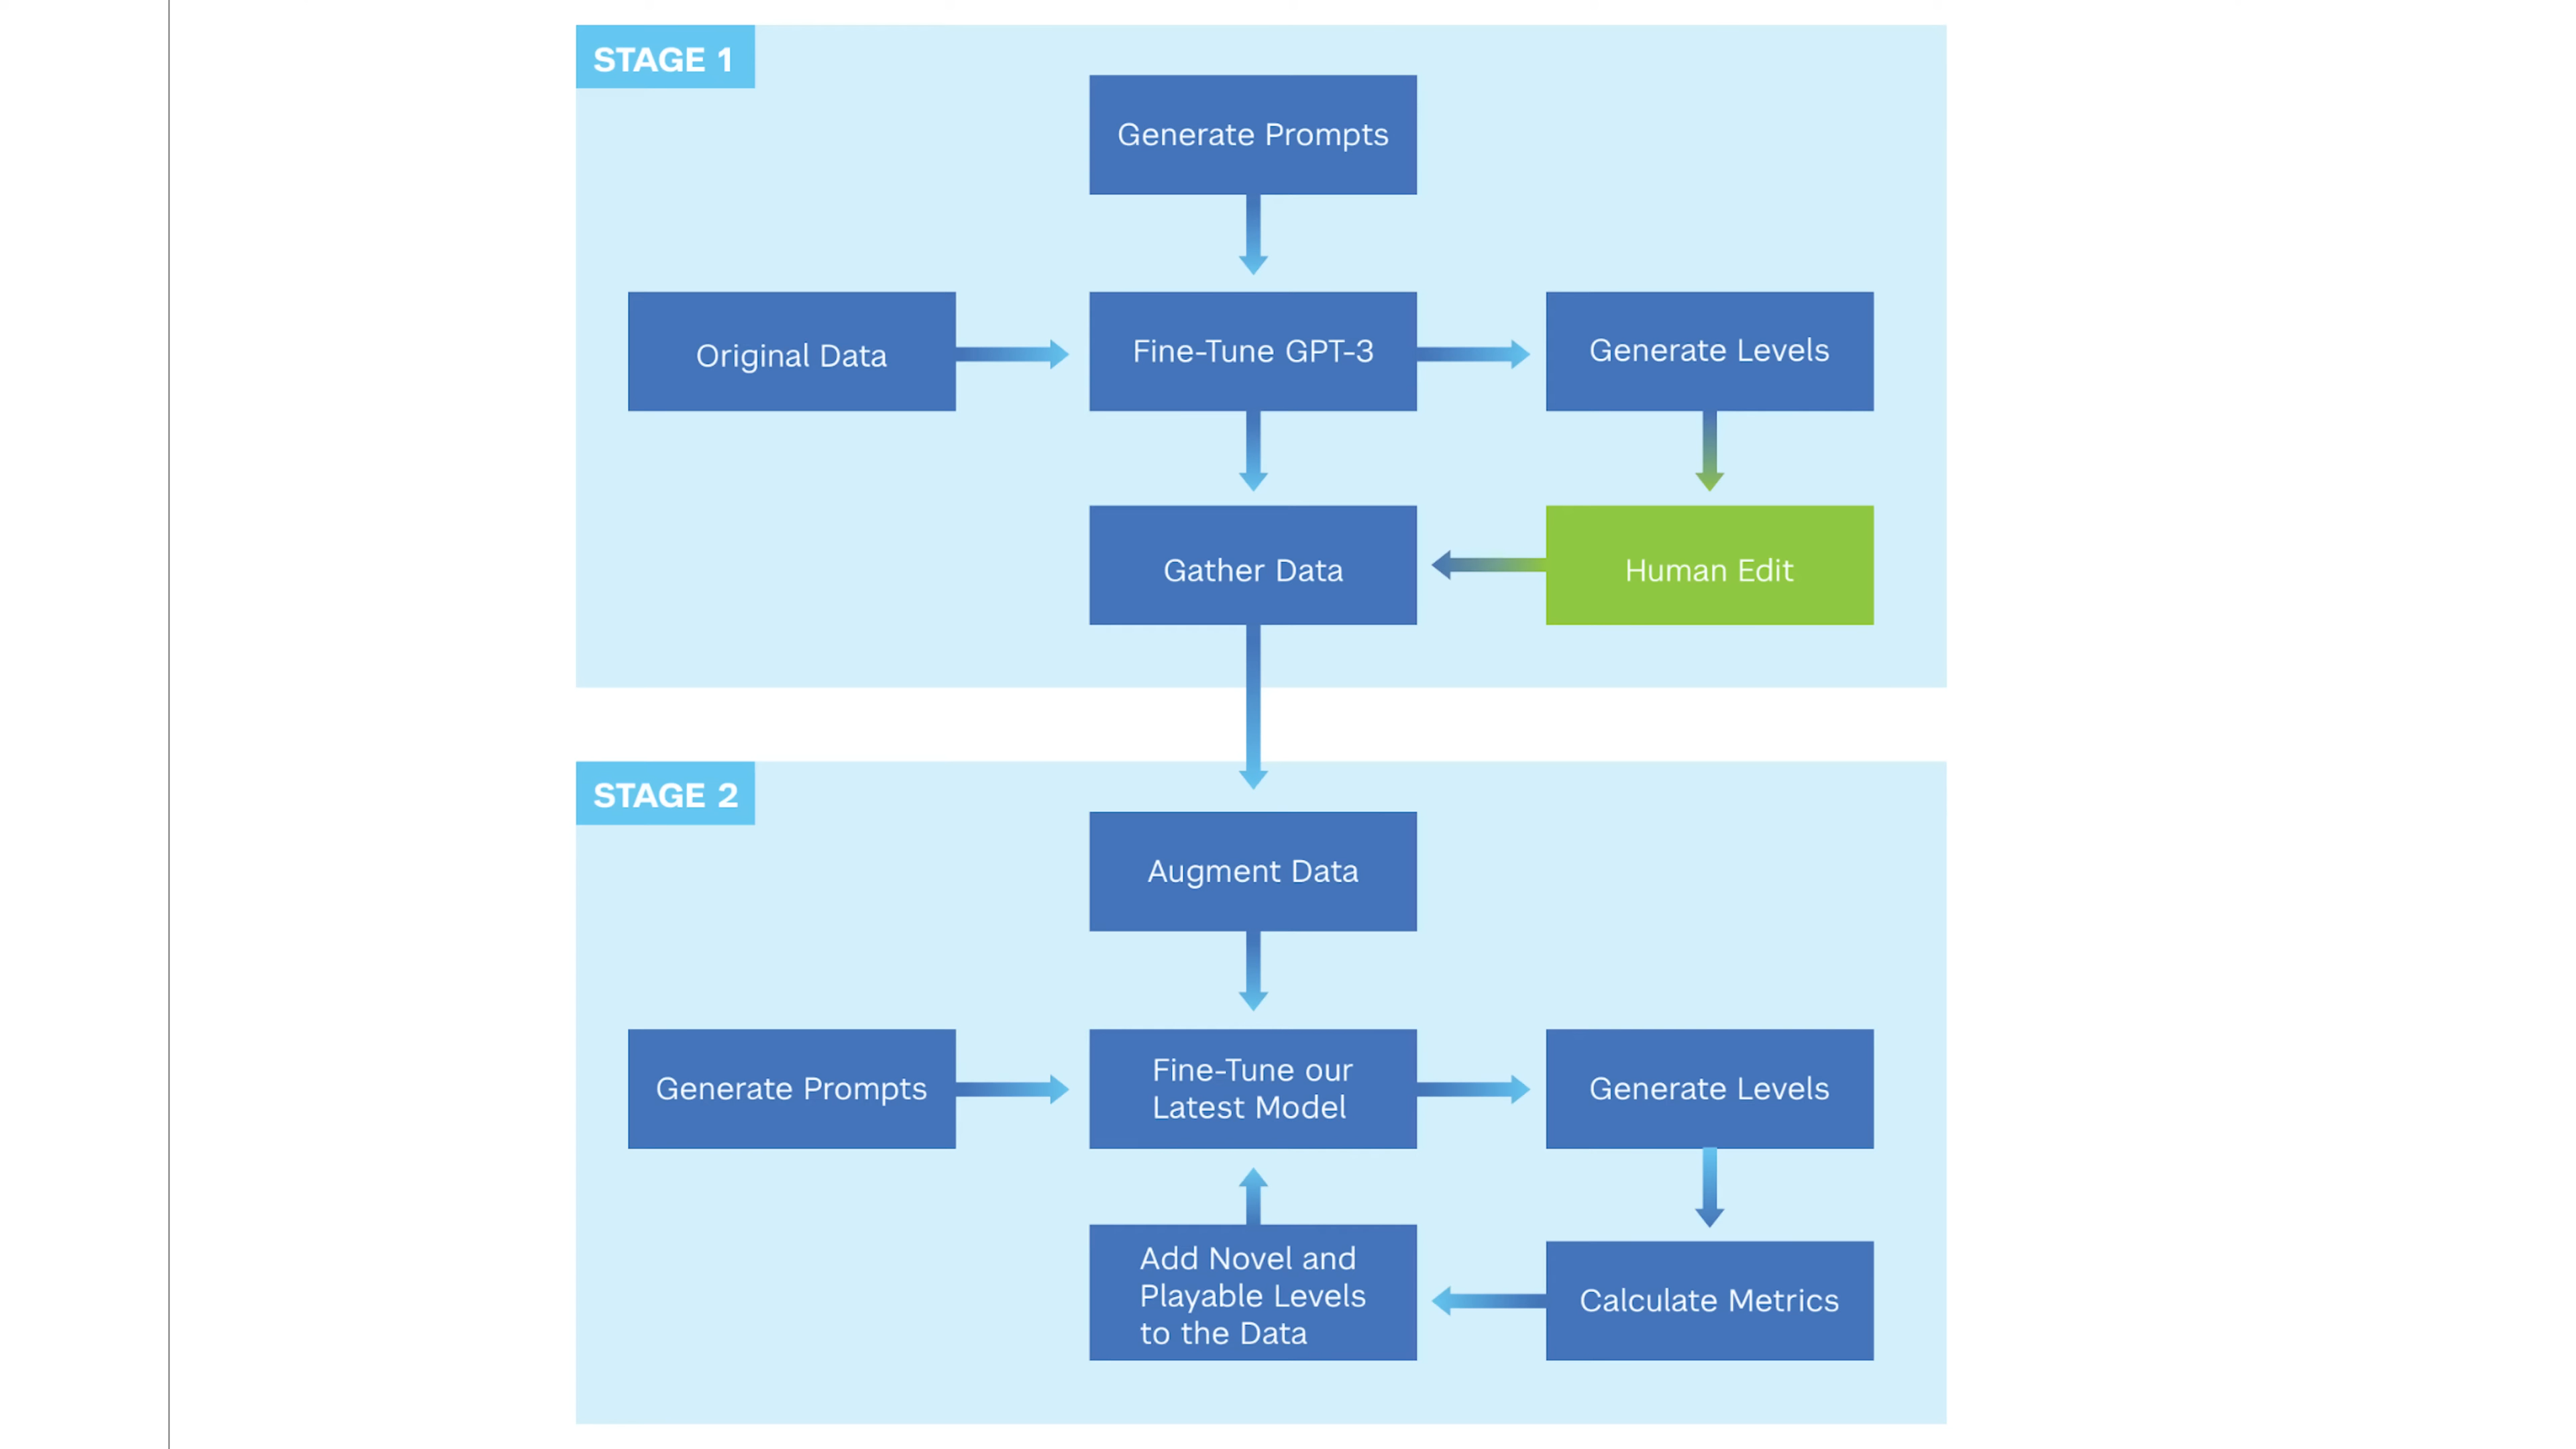 STAGE 1
Generate Prompts
Original Data
Fine-Tune GPT-3
Generate Levels
Gather Data
Human Edit
STAGE 2
Augment Data
Generate Prompts
Fine-Tune our
Latest Model
Generate Levels
Add Novel and
Playable Levels
to the Data
Calculate Metrics